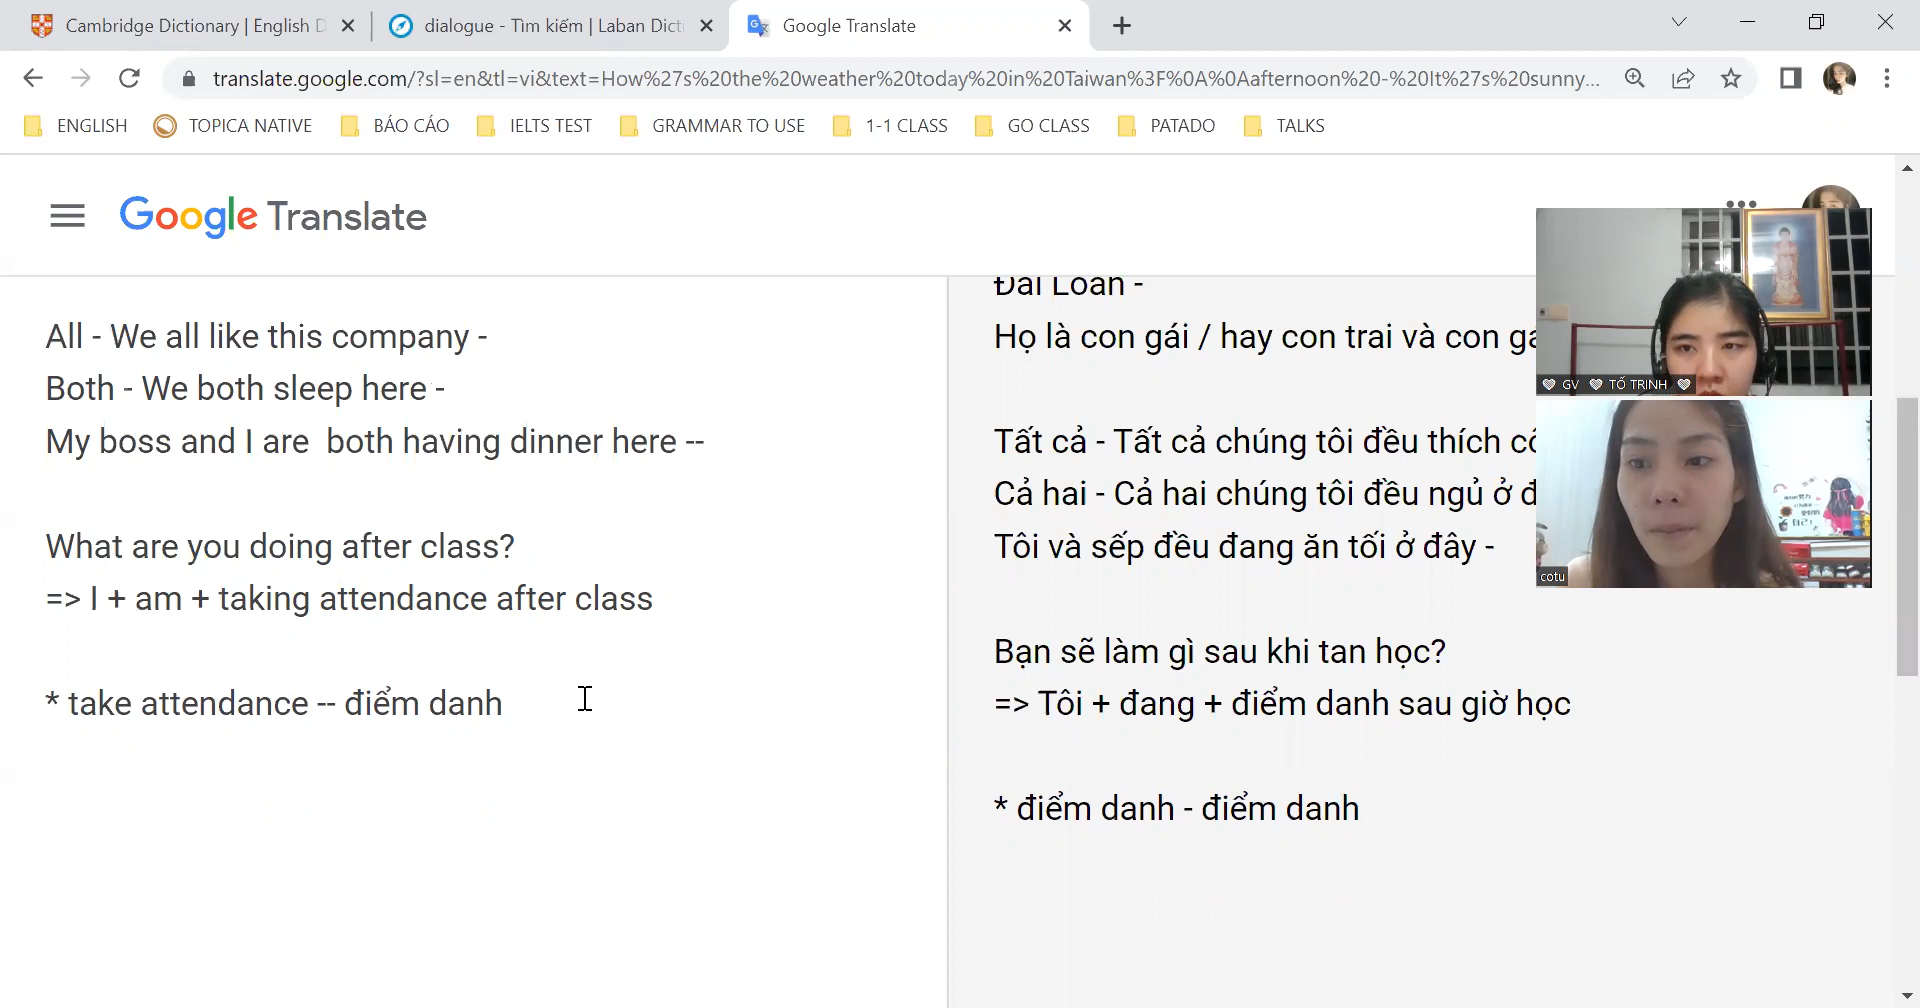 Cambridge Dictionary | English D
dialogue - Tìm kiếm | Laban Dicti
Google Translate
translate.google.com/?sl=en&tl=vi&text=How%27s%20the%20weather%20today%20in%20Taiwan%3F%0A%0Aafternoon%20-%20It%27s%20sunny...
ENGLISH
TOPICA NATIVE
BÁO CÁO
IELTS TEST
GRAMMAR TO USE
1-1 CLASS
GO CLASS
PATADO
TALKS
Google Translate
All - We all like this company -
Both - We both sleep here -
My boss and I are both having dinner here --
What are you doing after class?
=> I + am + taking attendance after class
* take attendance -- điểm danh
Đài Loan -
Họ là con gái / hay con trai và con gá
Tất cả - Tất cả chúng tôi đều thích cô
Cả hai - Cả hai chúng tôi đều ngủ ở đ
Tôi và sếp đều đang ăn tối ở đây -
Bạn sẽ làm gì sau khi tan học?
=> Tôi + đang + điểm danh sau giờ học
* điểm danh - điểm danh
GV TỐ TRINH
cotu